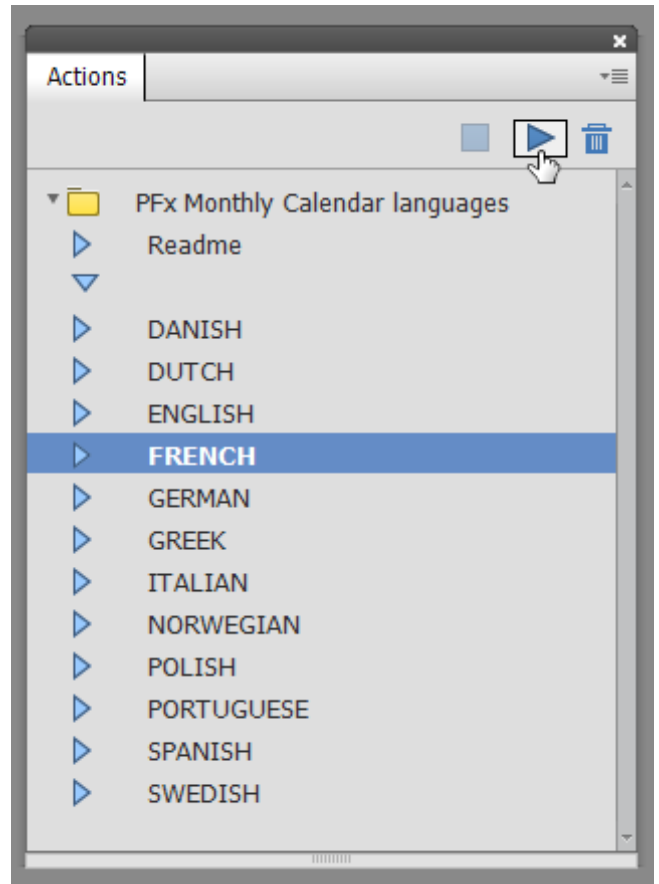 Actions
PFx Monthly Calendar languages
Readme
DANISH
DUTCH
ENGLISH
FRENCH
GERMAN
GREEK
ITALIAN
NORWEGIAN
POLISH
PORTUGUESE
SPANISH
SWEDISH